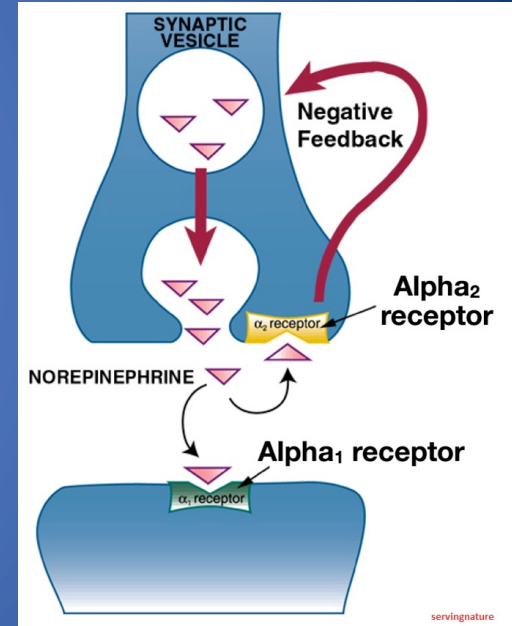 SYNAPTIC
VESICLE
Negative
Feedback
Alpha₂
receptor
α₂ receptor
NOREPINEPHRINE
Alpha₁ receptor
α₁ receptor
servingnature